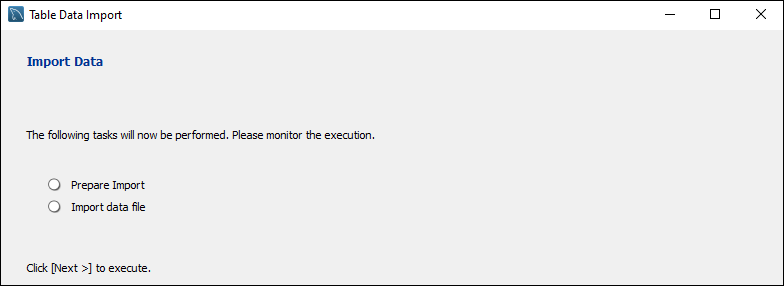 Table Data Import
Import Data
The following tasks will now be performed. Please monitor the execution.
Prepare Import
Import data file
Click [Next >] to execute.